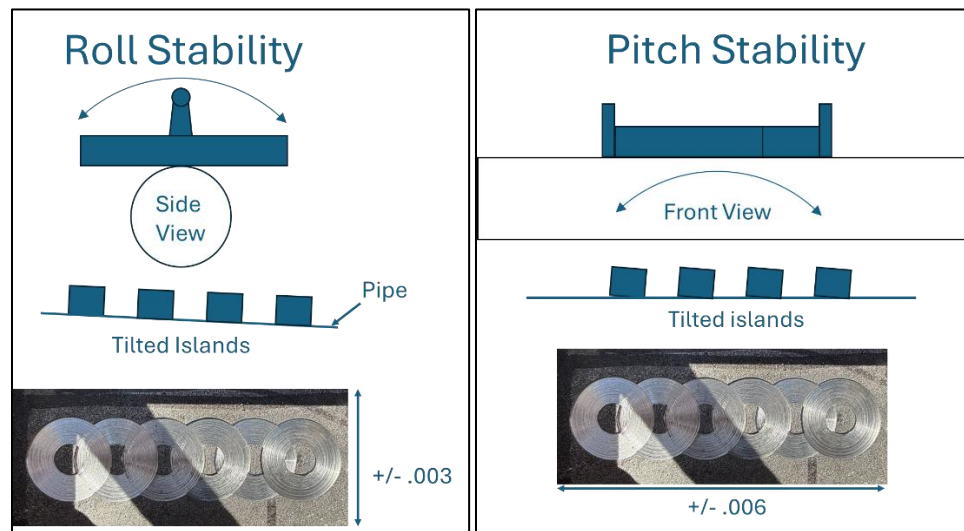 Roll Stability
Side
View
Pipe
Tilted Islands
+/- .003
Pitch Stability
Front View
Tilted islands
+/- .006